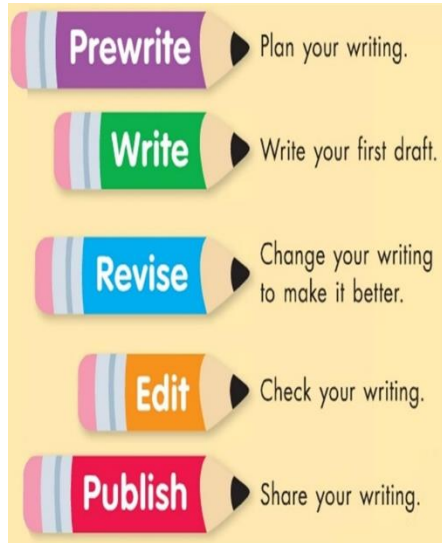 Prewrite Plan your writing.
Write Write your first draft.
Revise Change your writing
to make it better.
Edit Check your writing.
Publish Share your writing.